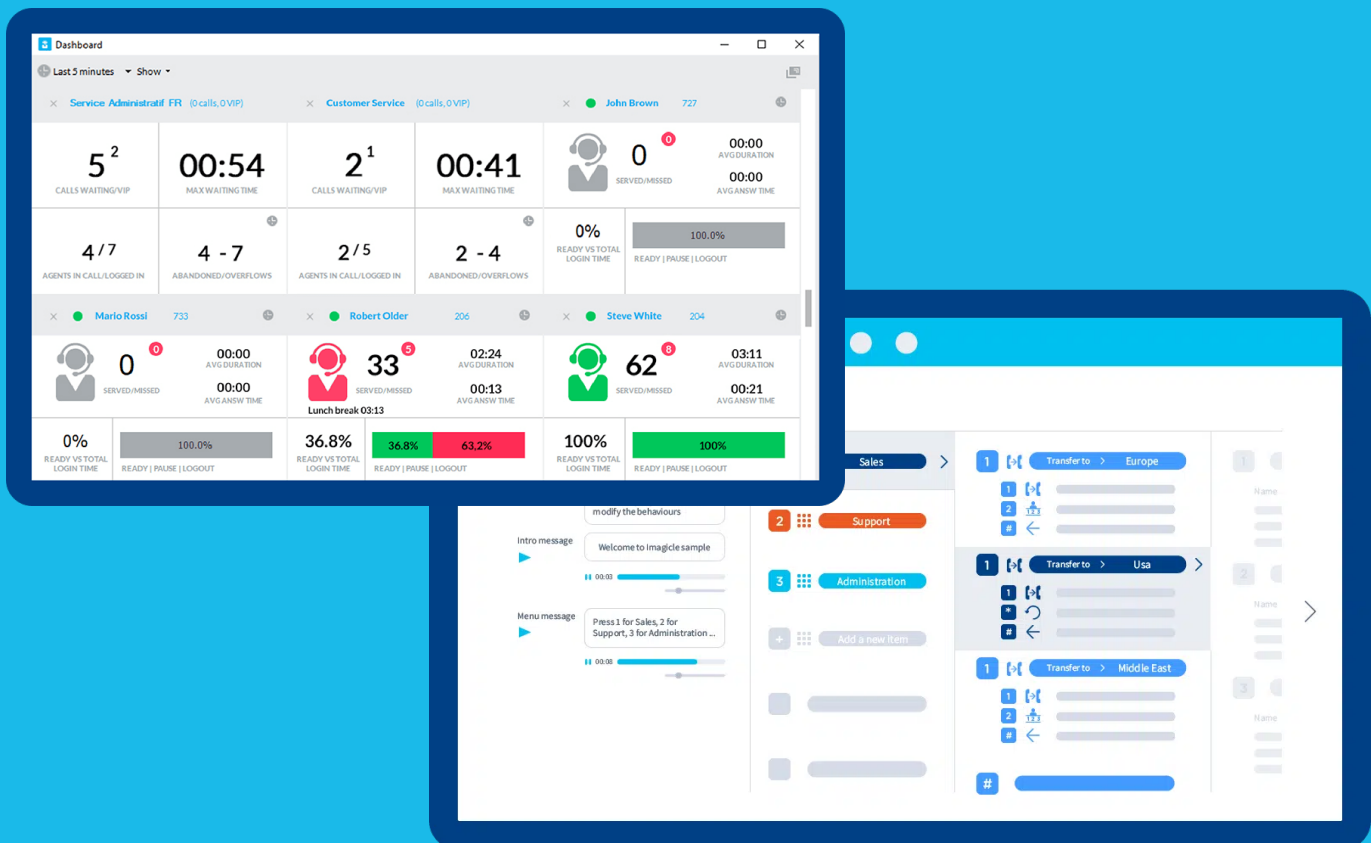 Dashboard
Last 5 minutes Show
Service Administratif FR (0 calls, 0 VIP)
Customer Service (0 calls, 0 VIP)
John Brown 727
5 2
CALLS WAITING/VIP
00:54
MAX WAITING TIME
2 1
CALLS WAITING/VIP
00:41
MAX WAITING TIME
0 0
SERVED/MISSED
00:00
AVG DURATION
00:00
AVG ANSW TIME
4/7
AGENTS IN CALL/LOGGED IN
4 - 7
ABANDONED/OVERFLOWS
2/5
AGENTS IN CALL/LOGGED IN
2 - 4
ABANDONED/OVERFLOWS
0%
READY VS TOTAL
LOGIN TIME
100.0%
READY | PAUSE | LOGOUT
Mario Rossi 733
Robert Older 206
Steve White 204
0 0
SERVED/MISSED
00:00
AVG DURATION
00:00
AVG ANSW TIME
33 5
SERVED/MISSED
Lunch break 03:13
02:24
AVG DURATION
00:13
AVG ANSW TIME
62 8
SERVED/MISSED
03:11
AVG DURATION
00:21
AVG ANSW TIME
0%
READY VS TOTAL
LOGIN TIME
100.0%
READY | PAUSE | LOGOUT
36.8%
READY VS TOTAL
LOGIN TIME
36.8% 63,2%
READY | PAUSE | LOGOUT
100%
READY VS TOTAL
LOGIN TIME
100%
READY | PAUSE | LOGOUT
modify the behaviours
Intro message
Welcome to Imagicle sample
00:03
Menu message
Press 1 for Sales, 2 for
Support, 3 for Administration ...
00:08
Sales
2 Support
3 Administration
+ Add a new item
1 Transfer to > Europe
1
2 123
#
1 Transfer to > Usa
1
*
#
1 Transfer to > Middle East
1
2 123
#
#
1
Name
2
Name
3
Name